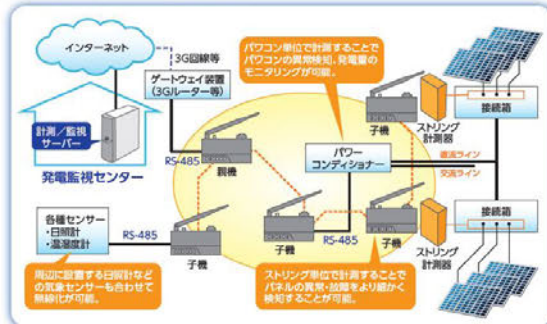 インターネット
3G回線等
ゲートウェイ装置
(3Gルーター等)
計測／監視
サーバー
発電監視センター
RS-485
親機
パワコン単位で計測することで
パワコンの異常検知、発電量の
モニタリングが可能。
子機
ストリング
計測器
接続箱
パワー
コンディショナー
直流ライン
交流ライン
各種センサー
・日照計
・温湿度計
RS-485
子機
子機
RS-485
子機
ストリング
計測器
接続箱
周辺に設置する日照計などの
気象センサーも合わせて
無線化が可能。
ストリング単位で計測することで
パネルの異常・故障をより細かく
検知することが可能。